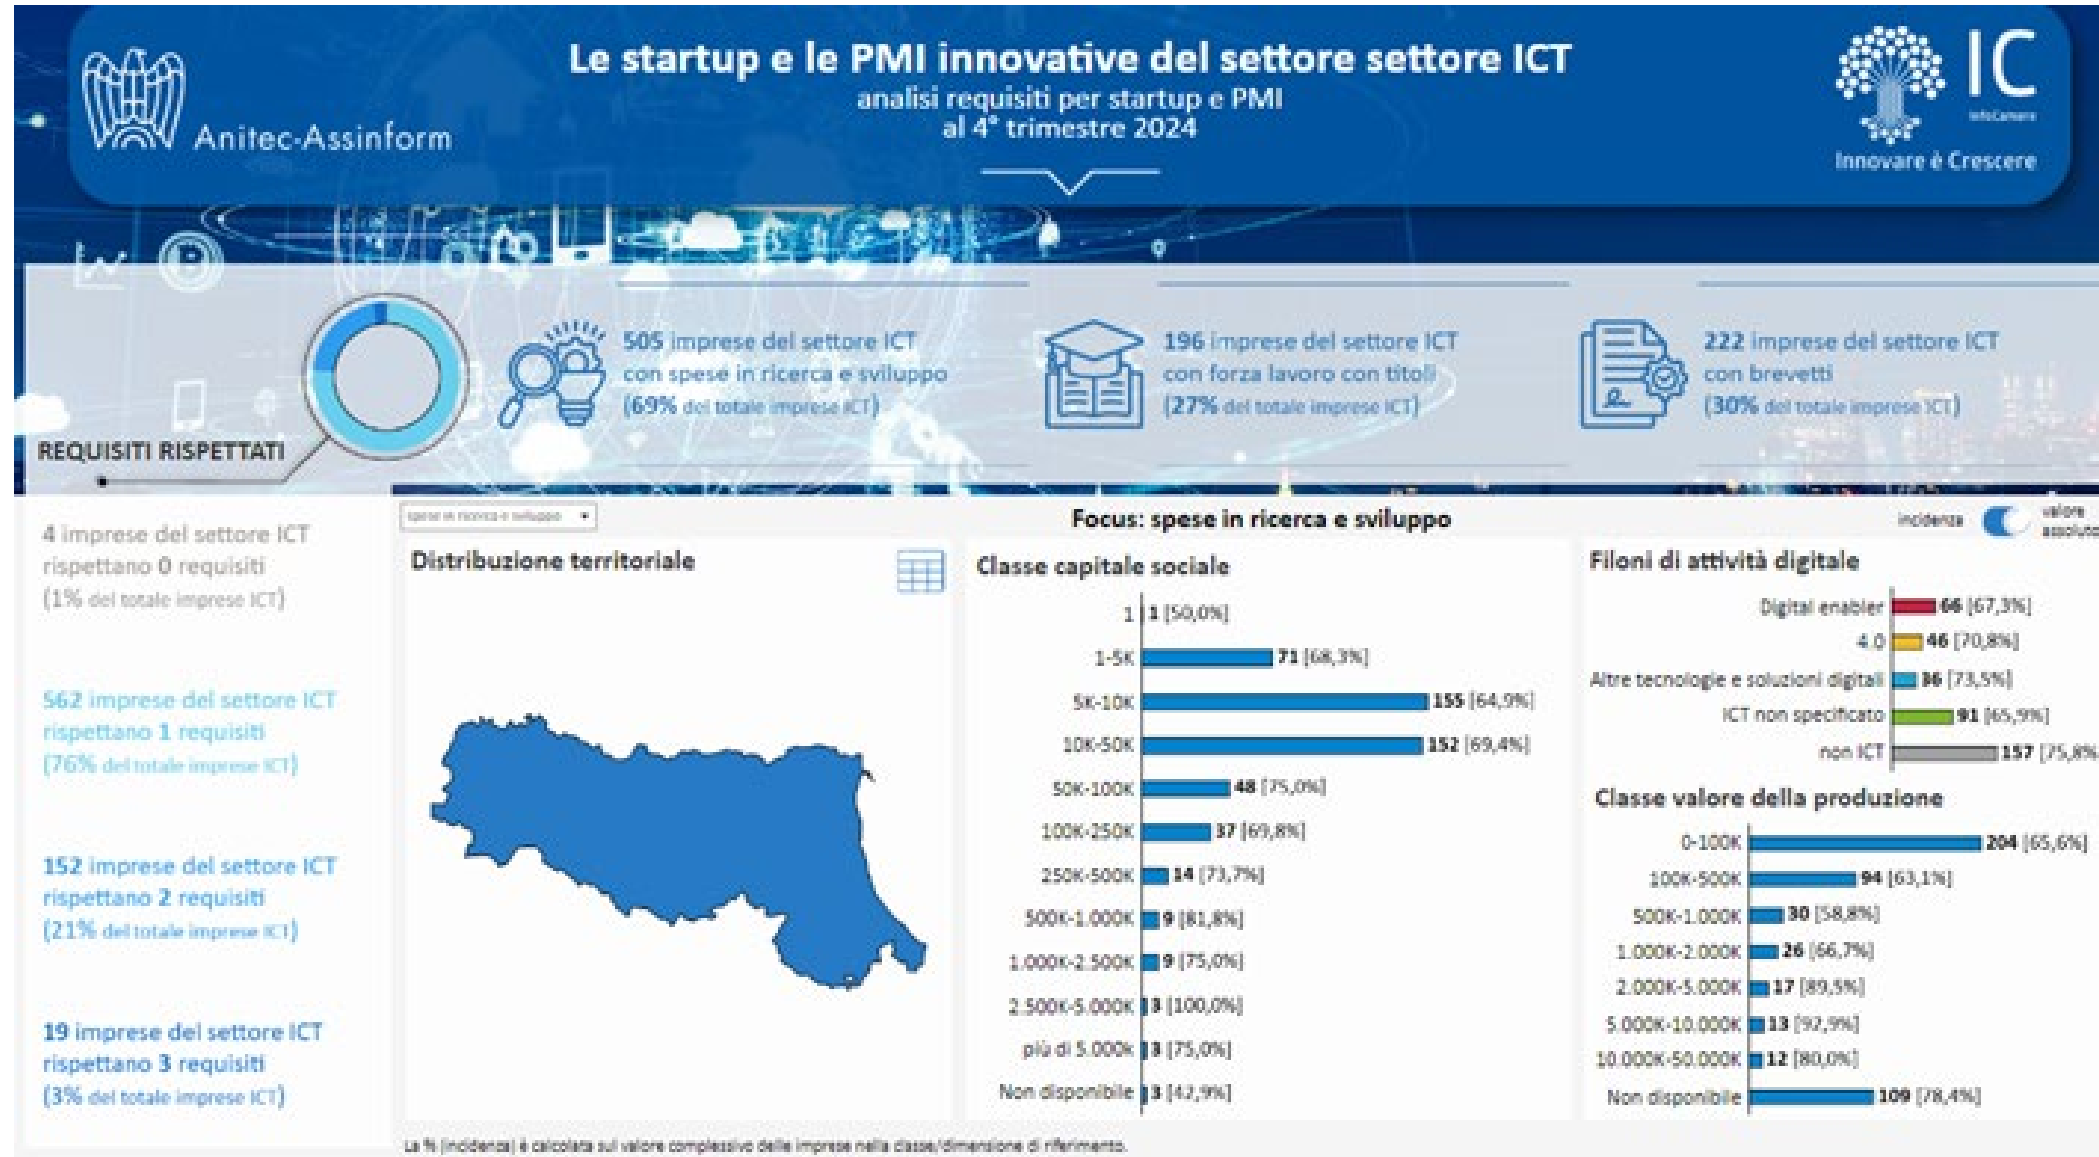 Anitec-Assinform
Le startup e le PMI innovative del settore settore ICT
analisi requisiti per startup e PMI
al 4° trimestre 2024
IC
InfoCamere
Innovare è Crescere
REQUISITI RISPETTATI
505 imprese del settore ICT
con spese in ricerca e sviluppo
(69% del totale imprese ICT)
196 imprese del settore ICT
con forza lavoro con titoli
(27% del totale imprese ICT)
222 imprese del settore ICT
con brevetti
(30% del totale imprese ICT)
4 imprese del settore ICT
rispettano 0 requisiti
(1% del totale imprese ICT)
562 imprese del settore ICT
rispettano 1 requisiti
(76% del totale imprese ICT)
152 imprese del settore ICT
rispettano 2 requisiti
(21% del totale imprese ICT)
19 imprese del settore ICT
rispettano 3 requisiti
(3% del totale imprese ICT)
spese in ricerca e sviluppo
Focus: spese in ricerca e sviluppo
incidenza
valore
assoluto
Distribuzione territoriale
Classe capitale sociale
1 1 [50,0%]
1-5K 71 [68,3%]
5K-10K 155 [64,9%]
10K-50K 152 [69,4%]
50K-100K 48 [75,0%]
100K-250K 37 [69,8%]
250K-500K 14 [73,7%]
500K-1.000K 9 [81,8%]
1.000K-2.500K 9 [75,0%]
2.500K-5.000K 3 [100,0%]
più di 5.000k 3 [75,0%]
Non disponibile 3 [42,9%]
Filoni di attività digitale
Digital enabler 66 [67,3%]
4.0 46 [70,8%]
Altre tecnologie e soluzioni digitali 36 [73,5%]
ICT non specificato 91 [65,9%]
non ICT 157 [75,8%
Classe valore della produzione
0-100K 204 [65,6%]
100K-500K 94 [63,1%]
500K-1.000K 30 [58,8%]
1.000K-2.000K 26 [66,7%]
2.000K-5.000K 17 [89,5%]
5.000K-10.000K 13 [92,9%]
10.000K-50.000K 12 [80,0%]
Non disponibile 109 [78,4%]
La % [incidenza] è calcolata sul valore complessivo delle imprese nella classe/dimensione di riferimento.